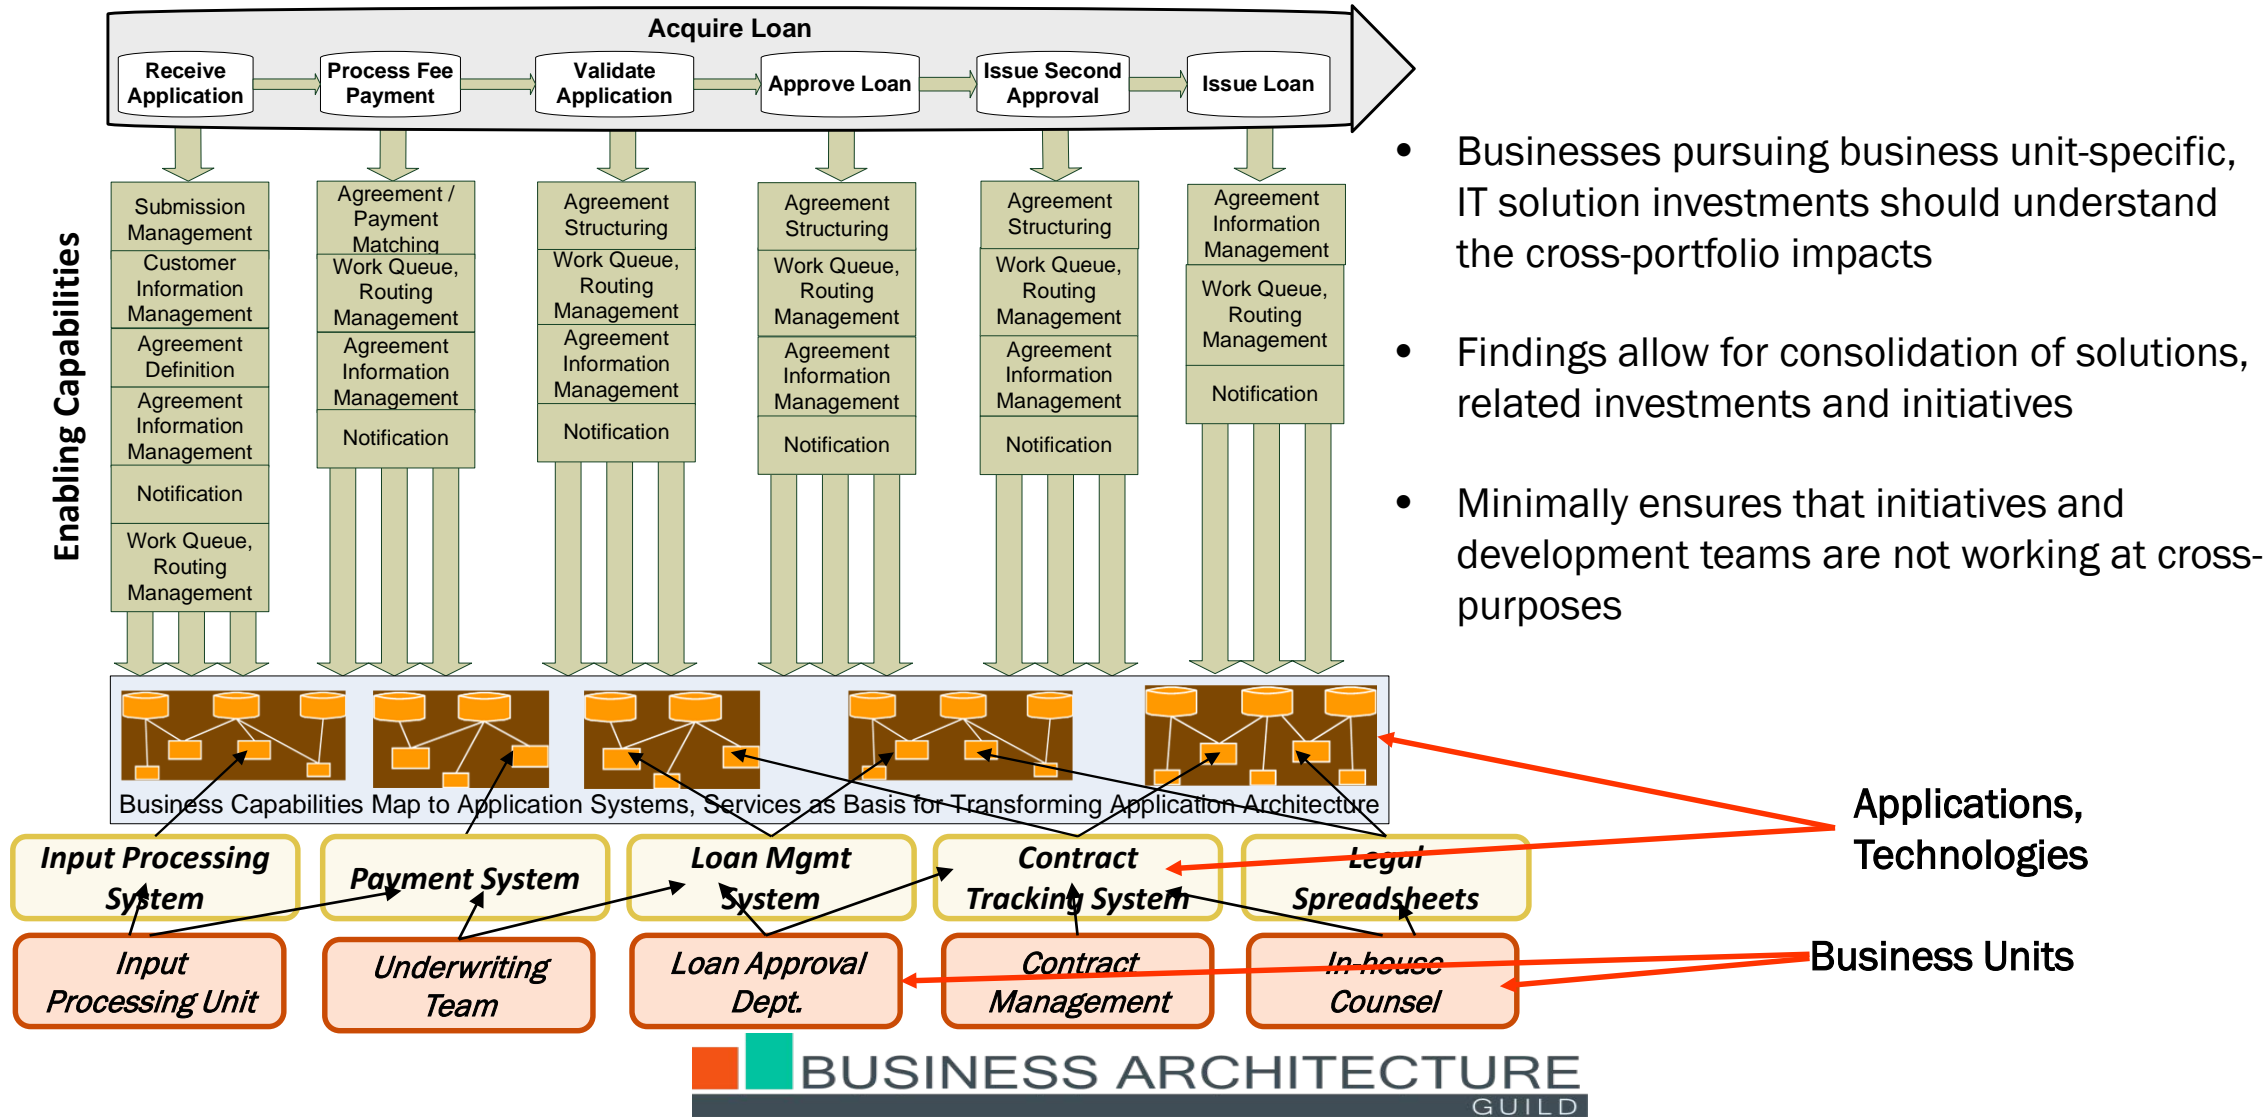 Acquire Loan
Receive
Application
Process Fee
Payment
Validate
Application
Approve Loan
Issue Second
Approval
Issue Loan
Enabling Capabilities
Submission
Management
Customer
Information
Management
Agreement
Definition
Agreement
Information
Management
Notification
Work Queue,
Routing
Management
Agreement /
Payment
Matching
Work Queue,
Routing
Management
Agreement
Information
Management
Notification
Agreement
Structuring
Work Queue,
Routing
Management
Agreement
Information
Management
Notification
Agreement
Structuring
Work Queue,
Routing
Management
Agreement
Information
Management
Notification
Agreement
Structuring
Work Queue,
Routing
Management
Agreement
Information
Management
Notification
Agreement
Information
Management
Work Queue,
Routing
Management
Notification
• Businesses pursuing business unit-specific,
IT solution investments should understand
the cross-portfolio impacts
• Findings allow for consolidation of solutions,
related investments and initiatives
• Minimally ensures that initiatives and
development teams are not working at cross-
purposes
Business Capabilities Map to Application Systems, Services as Basis for Transforming Application Architecture
Input Processing
System
Payment System
Loan Mgmt
System
Contract
Tracking System
Legal
Spreadsheets
Applications,
Technologies
Input
Processing Unit
Underwriting
Team
Loan Approval
Dept.
Contract
Management
In-house
Counsel
Business Units
BUSINESS ARCHITECTURE
GUILD